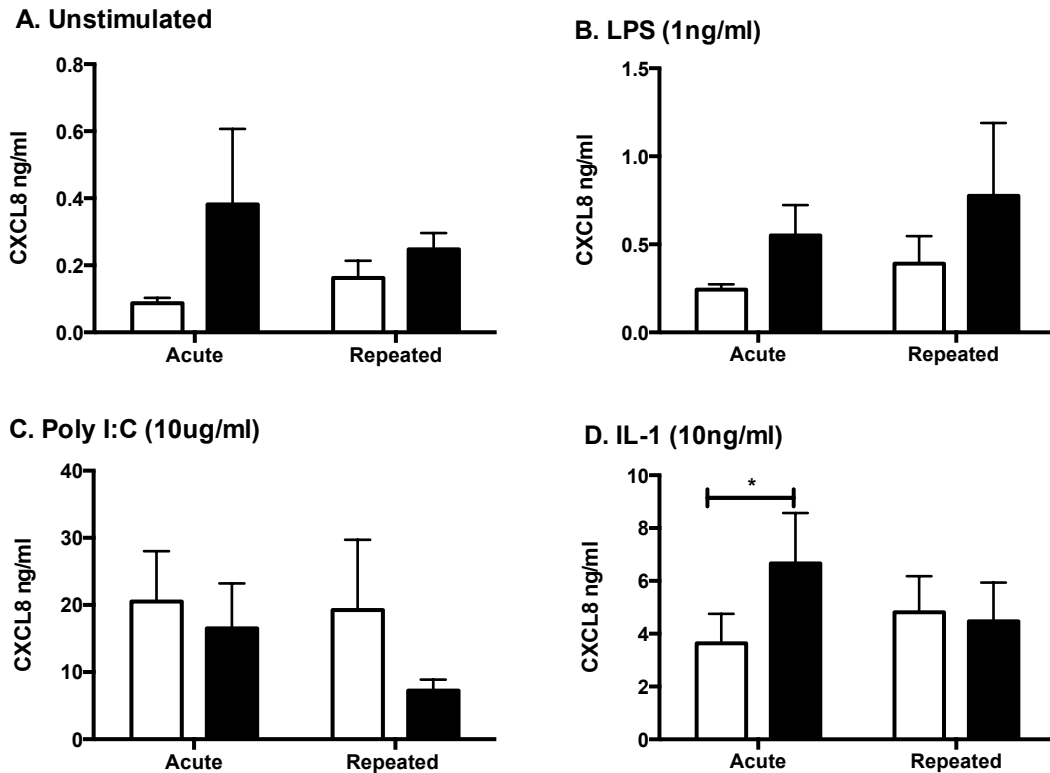 A. Unstimulated
0.8
0.6
0.4
0.2
0.0
CXCL8 ng/ml
Acute Repeated
B. LPS (1ng/ml)
1.5
1.0
0.5
0.0
CXCL8 ng/ml
Acute Repeated
C. Poly I:C (10ug/ml)
40
30
20
10
0
CXCL8 ng/ml
Acute Repeated
D. IL-1 (10ng/ml)
10
8
6
4
2
0
CXCL8 ng/ml
*
Acute Repeated